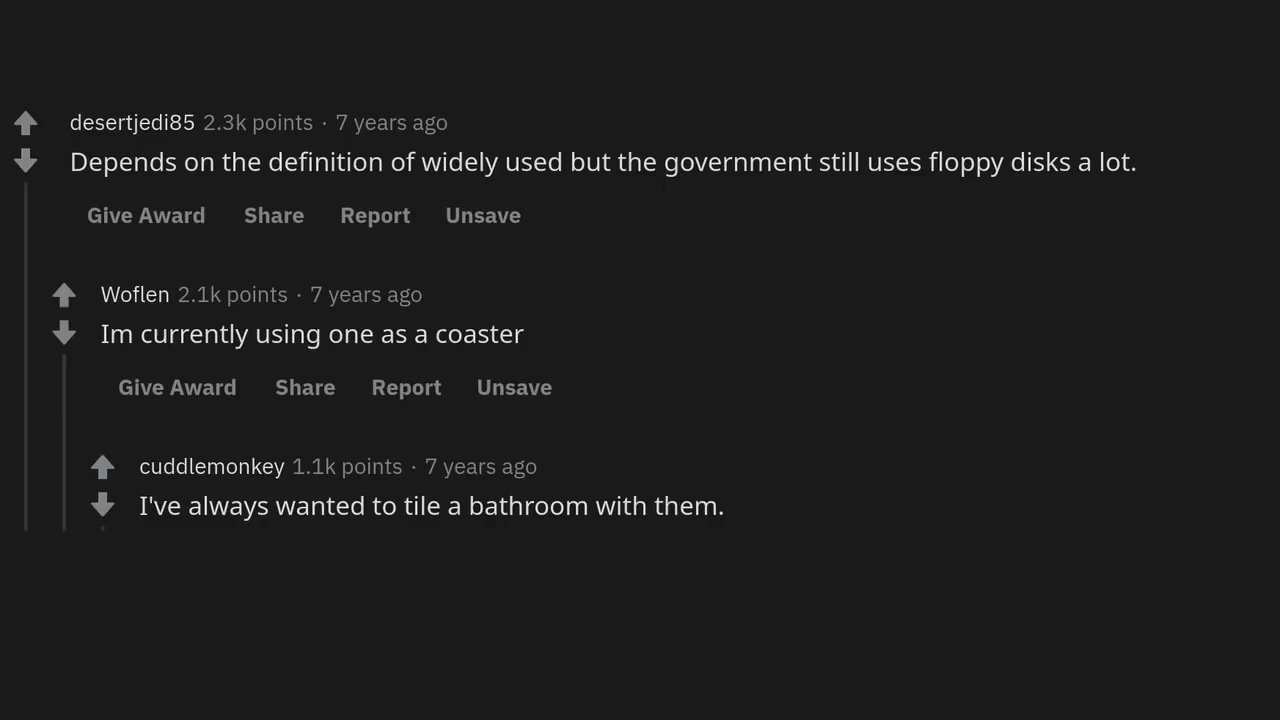 desertjedi85 2.3k points · 7 years ago
Depends on the definition of widely used but the government still uses floppy disks a lot.
Give Award Share Report Unsave
Woflen 2.1k points · 7 years ago
Im currently using one as a coaster
Give Award Share Report Unsave
cuddlemonkey 1.1k points · 7 years ago
I've always wanted to tile a bathroom with them.